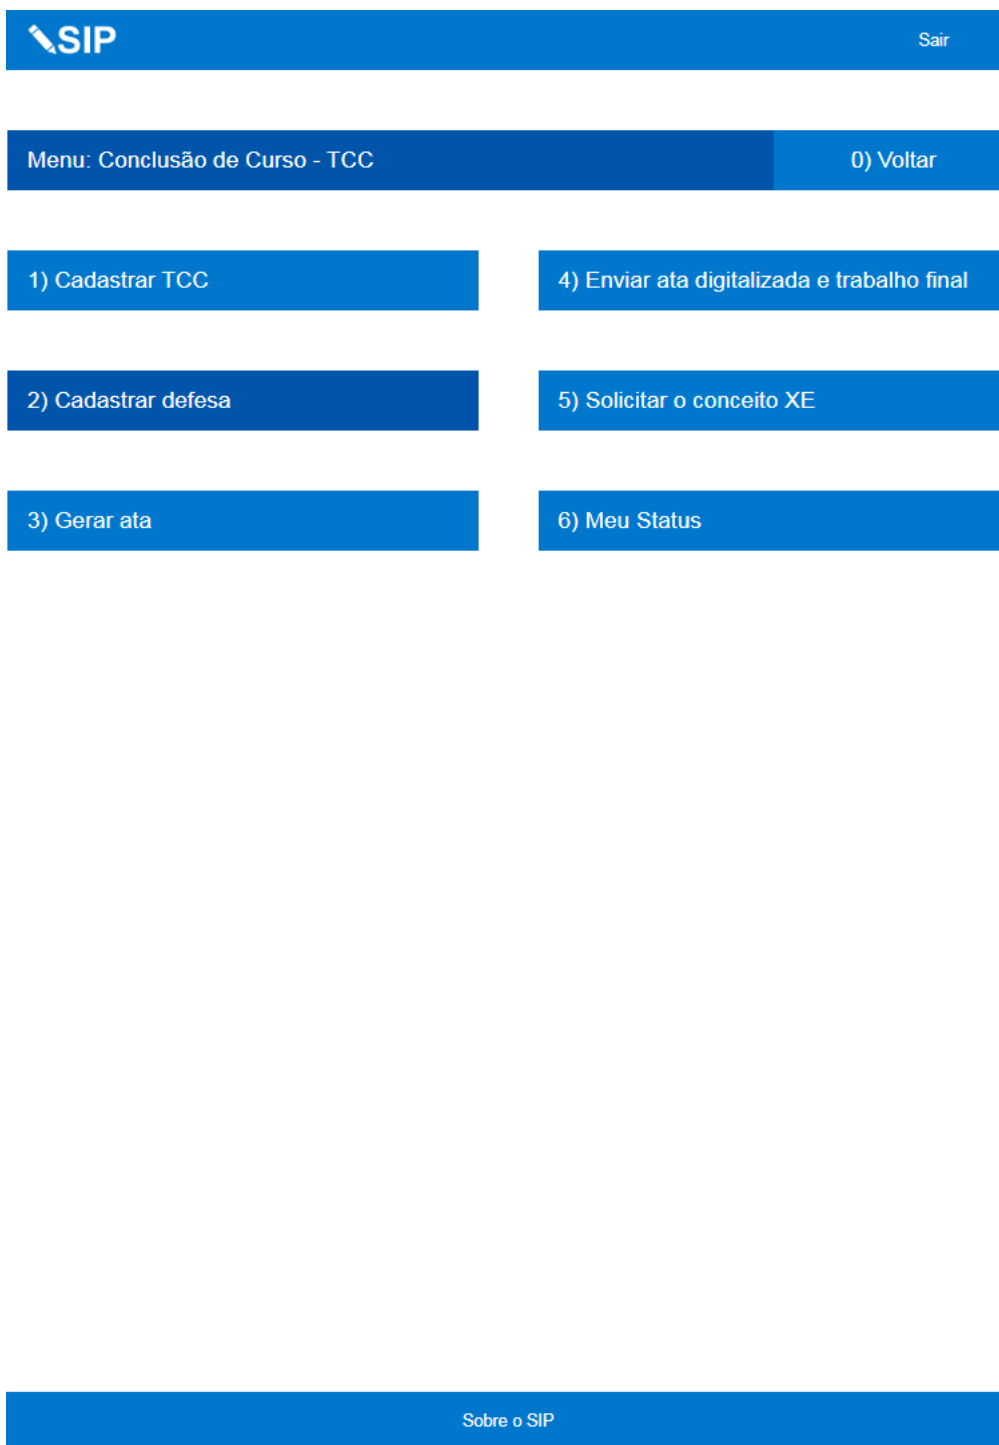 SIP
Sair
Menu: Conclusão de Curso - TCC
0) Voltar
1) Cadastrar TCC
4) Enviar ata digitalizada e trabalho final
2) Cadastrar defesa
5) Solicitar o conceito XE
3) Gerar ata
6) Meu Status
Sobre o SIP